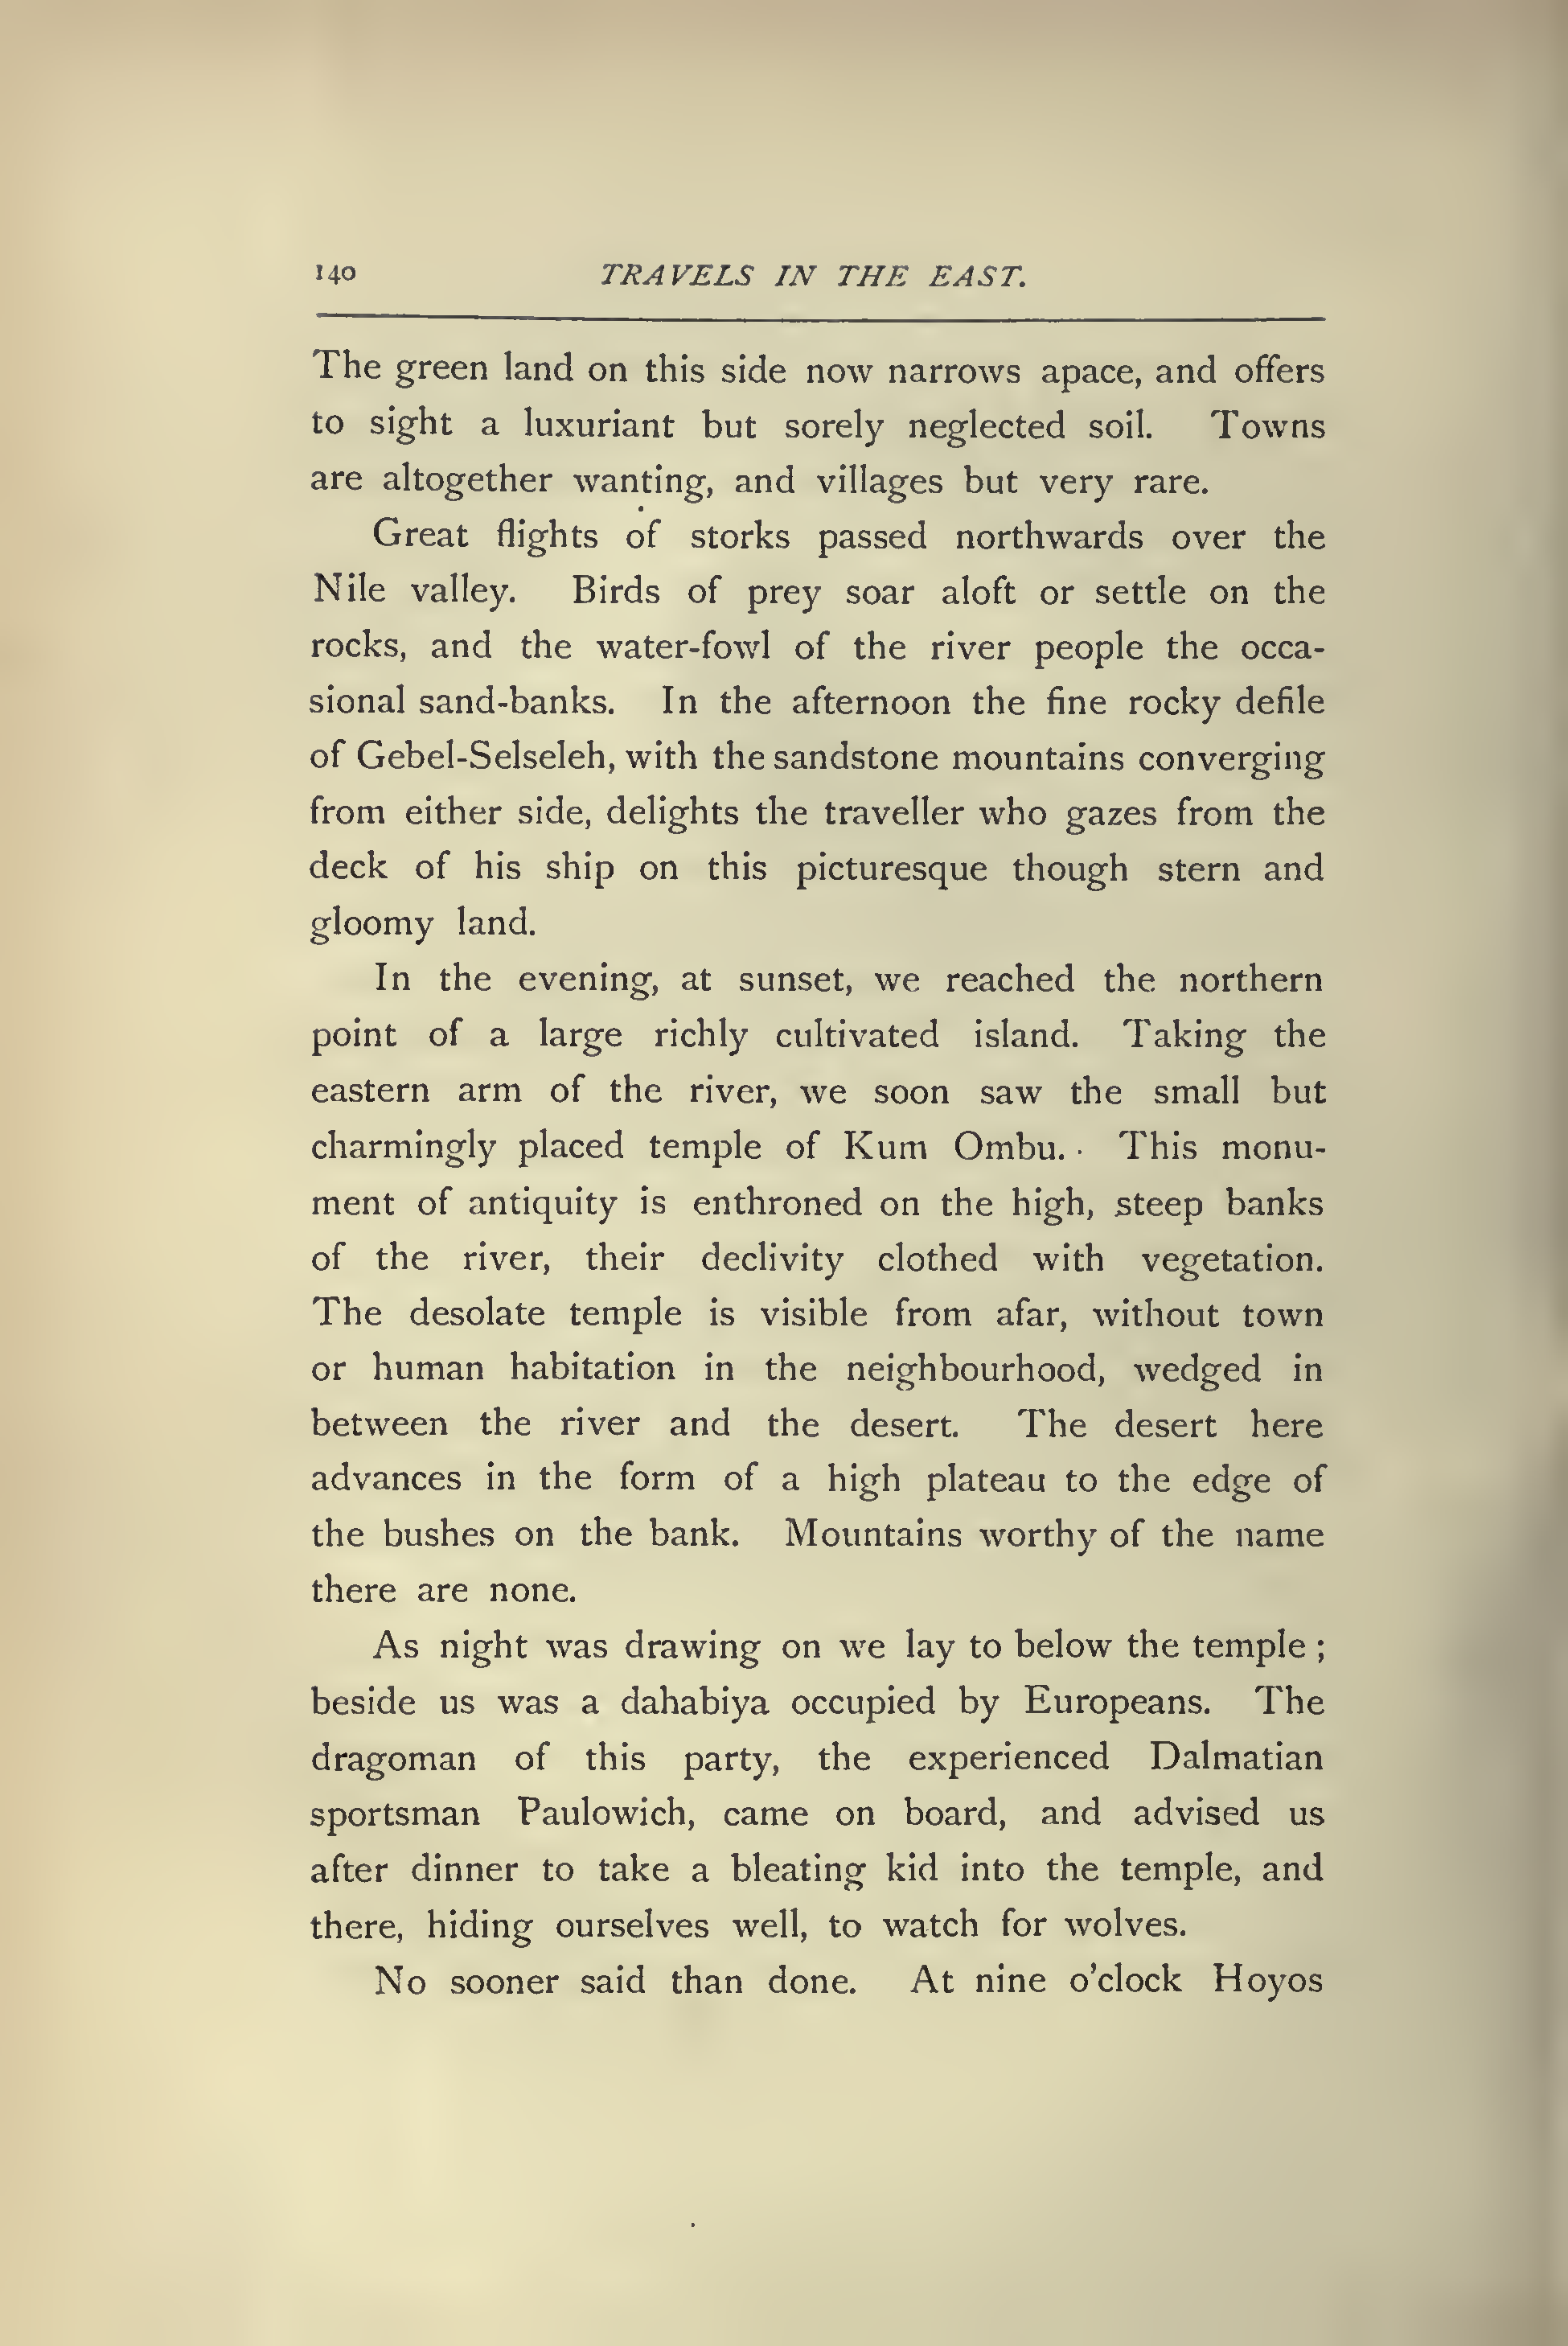 140 TRAVELS IN THE EAST.
The green land on this side now narrows apace, and offers
to sight a luxuriant but sorely neglected soil. Towns
are altogether wanting, and villages but very rare.
Great flights of storks passed northwards over the
Nile valley. Birds of prey soar aloft or settle on the
rocks, and the water-fowl of the river people the occa-
sional sand-banks. In the afternoon the fine rocky defile
of Gebel-Selseleh, with the sandstone mountains converging
from either side, delights the traveller who gazes from the
deck of his ship on this picturesque though stern and
gloomy land.
In the evening, at sunset, we reached the northern
point of a large richly cultivated island. Taking the
eastern arm of the river, we soon saw the small but
charmingly placed temple of Kum Ombu. This monu-
ment of antiquity is enthroned on the high, steep banks
of the river, their declivity clothed with vegetation.
The desolate temple is visible from afar, without town
or human habitation in the neighbourhood, wedged in
between the river and the desert. The desert here
advances in the form of a high plateau to the edge of
the bushes on the bank. Mountains worthy of the name
there are none.
As night was drawing on we lay to below the temple ;
beside us was a dahabiya occupied by Europeans. The
dragoman of this party, the experienced Dalmatian
sportsman Paulowich, came on board, and advised us
after dinner to take a bleating kid into the temple, and
there, hiding ourselves well, to watch for wolves.
No sooner said than done. At nine o'clock Hoyos